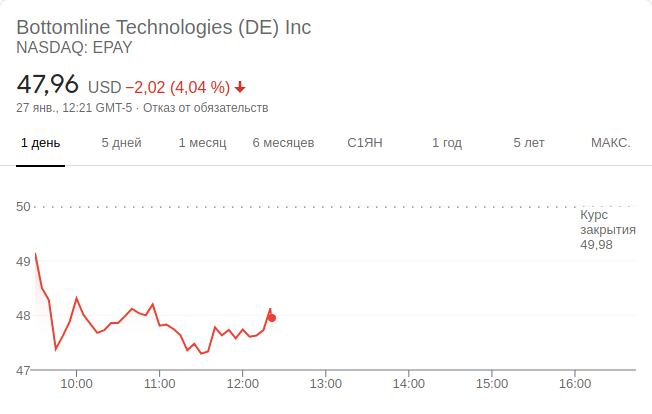 Bottomline Technologies (DE) Inc
NASDAQ: EPAY
47,96 USD −2,02 (4,04 %)
27 янв., 12:21 GMT-5 · Отказ от обязательств
1 день 5 дней 1 месяц 6 месяцев С1ЯН 1 год 5 лет МАКС.
50
Курс
закрытия
49,98
49
48
47
10:00 11:00 12:00 13:00 14:00 15:00 16:00